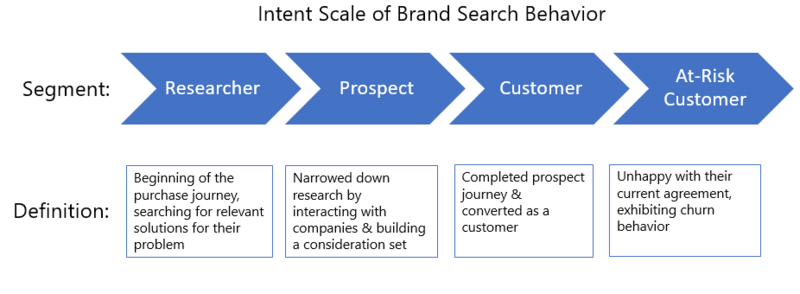 Intent Scale of Brand Search Behavior
Segment:
Researcher
Prospect
Customer
At-Risk
Customer
Definition:
Beginning of the
purchase journey,
searching for relevant
solutions for their
problem
Narrowed down
research by
interacting with
companies & building
a consideration set
Completed prospect
journey &
converted as a
customer
Unhappy with their
current agreement,
exhibiting churn
behavior